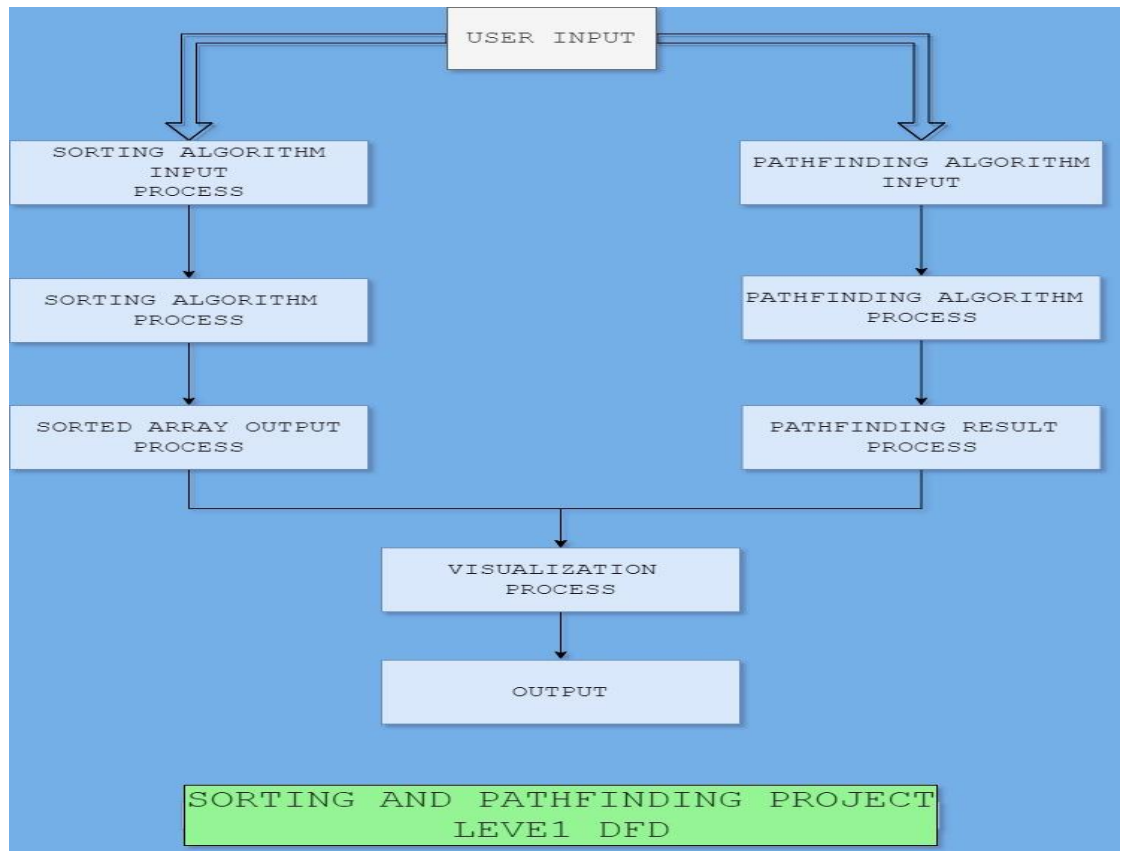 USER INPUT
SORTING ALGORITHM
INPUT
PROCESS
PATHFINDING ALGORITHM
INPUT
SORTING ALGORITHM
PROCESS
PATHFINDING ALGORITHM
PROCESS
SORTED ARRAY OUTPUT
PROCESS
PATHFINDING RESULT
PROCESS
VISUALIZATION
PROCESS
OUTPUT
SORTING AND PATHFINDING PROJECT
LEVE1 DFD